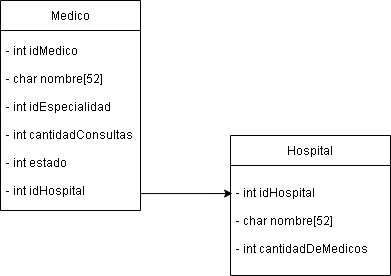 Medico
- int idMedico
- char nombre[52]
- int idEspecialidad
- int cantidadConsultas
- int estado
- int idHospital
Hospital
- int idHospital
- char nombre[52]
- int cantidadDeMedicos